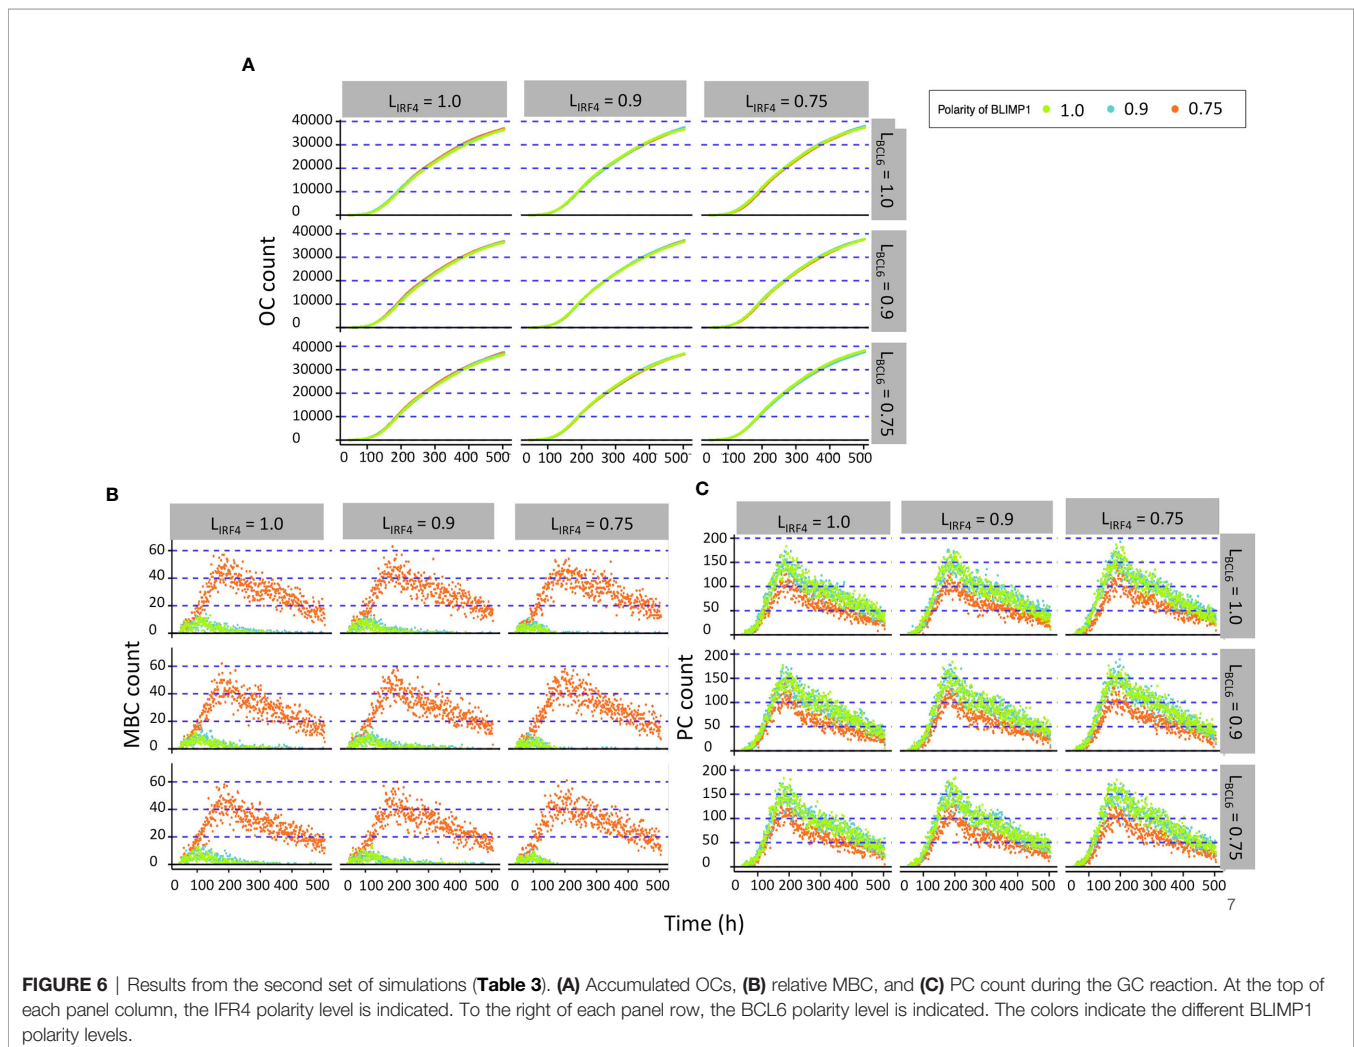 A
L_IRF4 = 1.0
L_IRF4 = 0.9
L_IRF4 = 0.75
Polarity of BLIMP1 1.0 0.9 0.75
OC count
40000
30000
20000
10000
0
L_BCL6 = 1.0
40000
30000
20000
10000
0
L_BCL6 = 0.9
40000
30000
20000
10000
0
L_BCL6 = 0.75
0 100 200 300 400 500
0 100 200 300 400 500
0 100 200 300 400 500
B
L_IRF4 = 1.0
L_IRF4 = 0.9
L_IRF4 = 0.75
MBC count
60
40
20
0
60
40
20
0
60
40
20
0
0 100 200 300 400 500
0 100 200 300 400 500
0 100 200 300 400 500
C
L_IRF4 = 1.0
L_IRF4 = 0.9
L_IRF4 = 0.75
PC count
200
150
100
50
0
L_BCL6 = 1.0
200
150
100
50
0
L_BCL6 = 0.9
200
150
100
50
0
L_BCL6 = 0.75
0 100 200 300 400 500
0 100 200 300 400 500
0 100 200 300 400 500
7
Time (h)
FIGURE 6 | Results from the second set of simulations (Table 3). (A) Accumulated OCs, (B) relative MBC, and (C) PC count during the GC reaction. At the top of
each panel column, the IFR4 polarity level is indicated. To the right of each panel row, the BCL6 polarity level is indicated. The colors indicate the different BLIMP1
polarity levels.